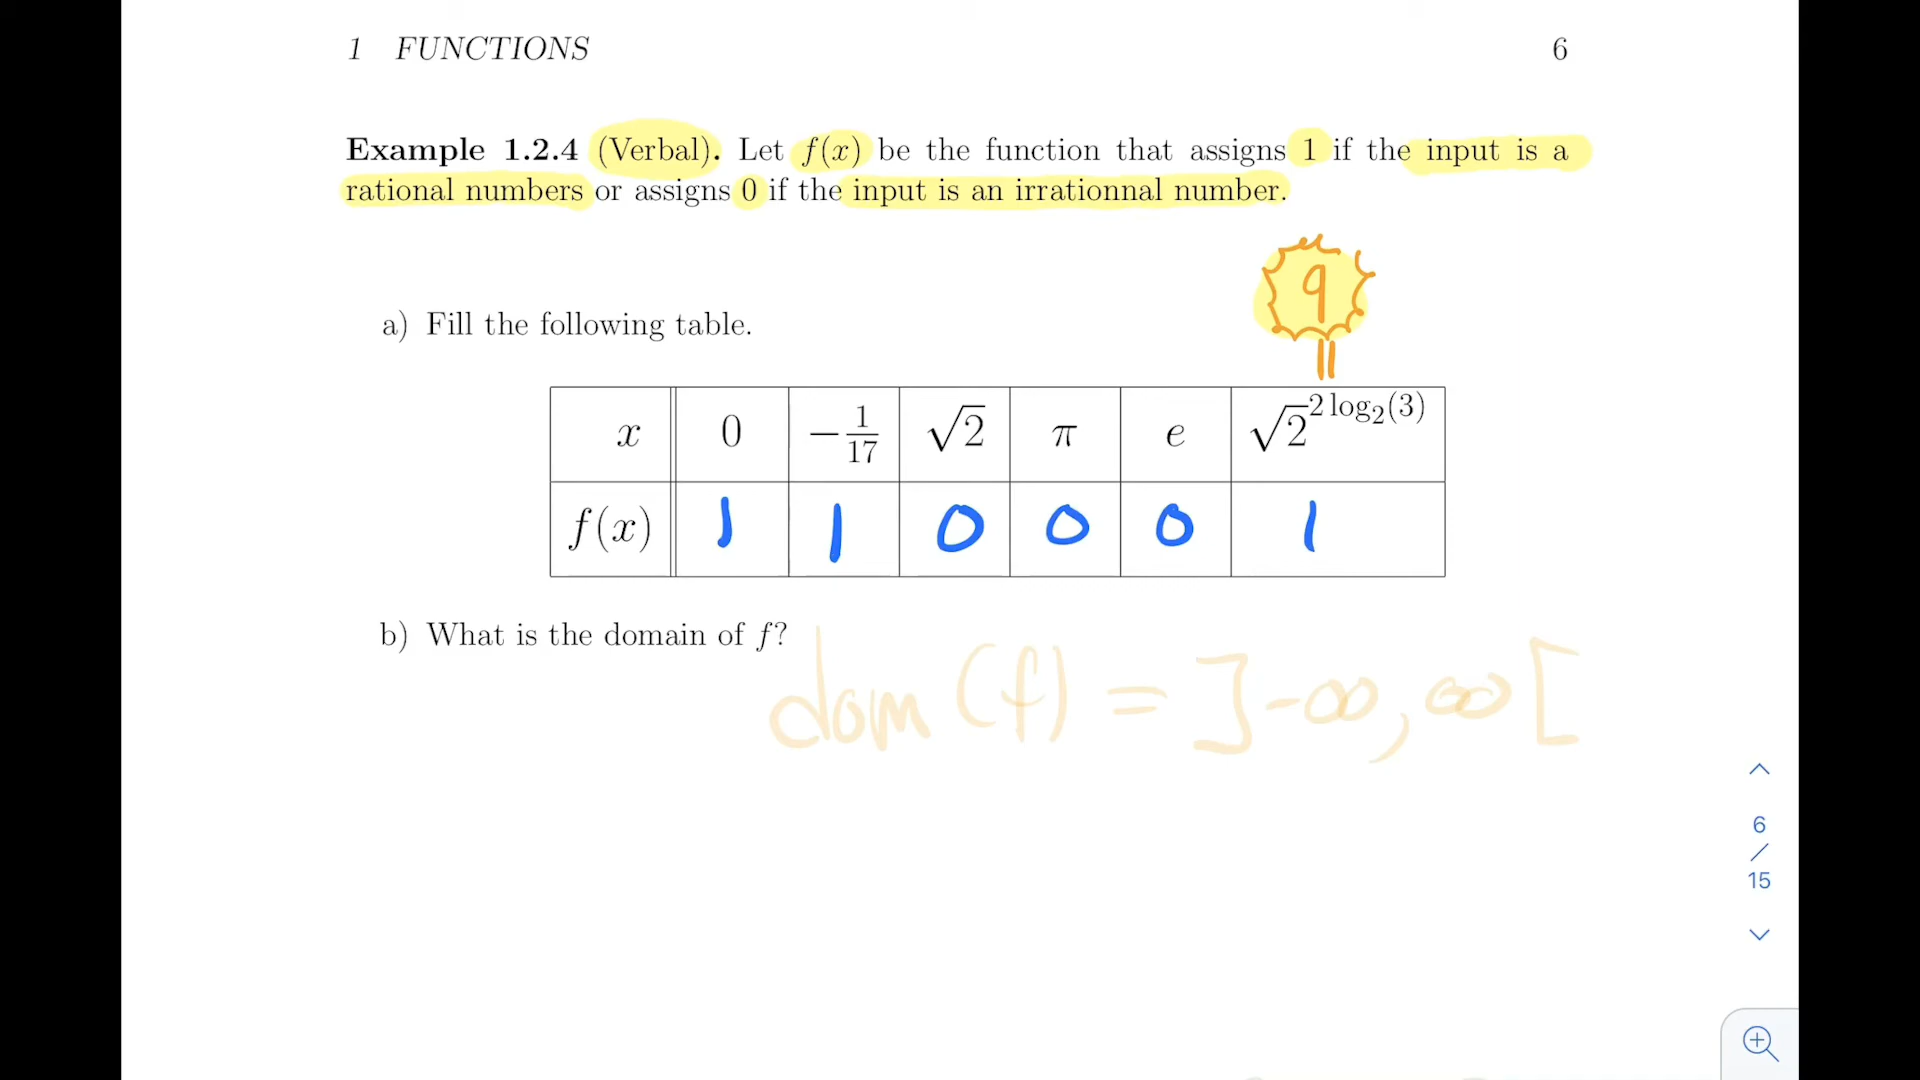 1 FUNCTIONS 6
Example 1.2.4 (Verbal). Let f(x) be the function that assigns 1 if the input is a
rational numbers or assigns 0 if the input is an irrationnal number.
9
=
a) Fill the following table.
x 0 −1/17 √2 π e √2^{2 log₂(3)}
f(x) 1 1 0 0 0 1
b) What is the domain of f?
dom (f) = ]-∞, ∞[
6
/
15